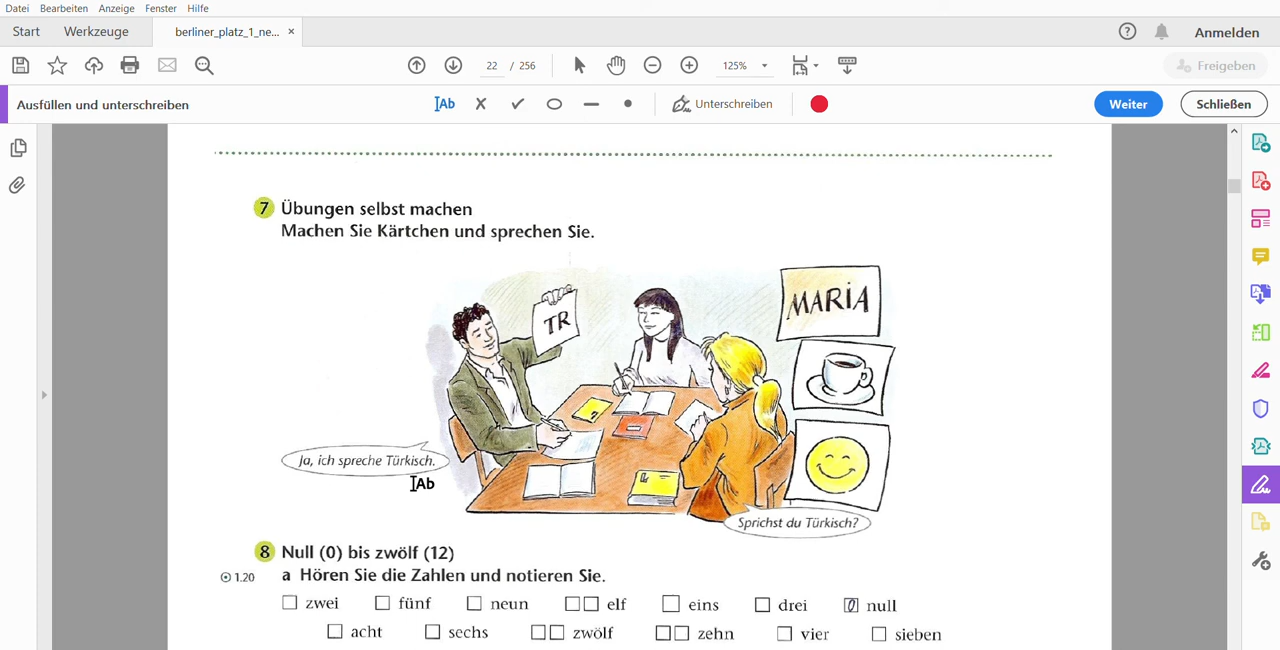 Datei Bearbeiten Anzeige Fenster Hilfe
Start Werkzeuge berliner_platz_1_ne... × ? Anmelden
22 / 256 125% Freigeben
Ausfüllen und unterschreiben Ab Unterschreiben Weiter Schließen
7 Übungen selbst machen
Machen Sie Kärtchen und sprechen Sie.
MARIA
TR
Ja, ich spreche Türkisch.
Ab
Sprichst du Türkisch?
8 Null (0) bis zwölf (12)
1.20 a Hören Sie die Zahlen und notieren Sie.
zwei fünf neun elf eins drei 0 null
acht sechs zwölf zehn vier sieben